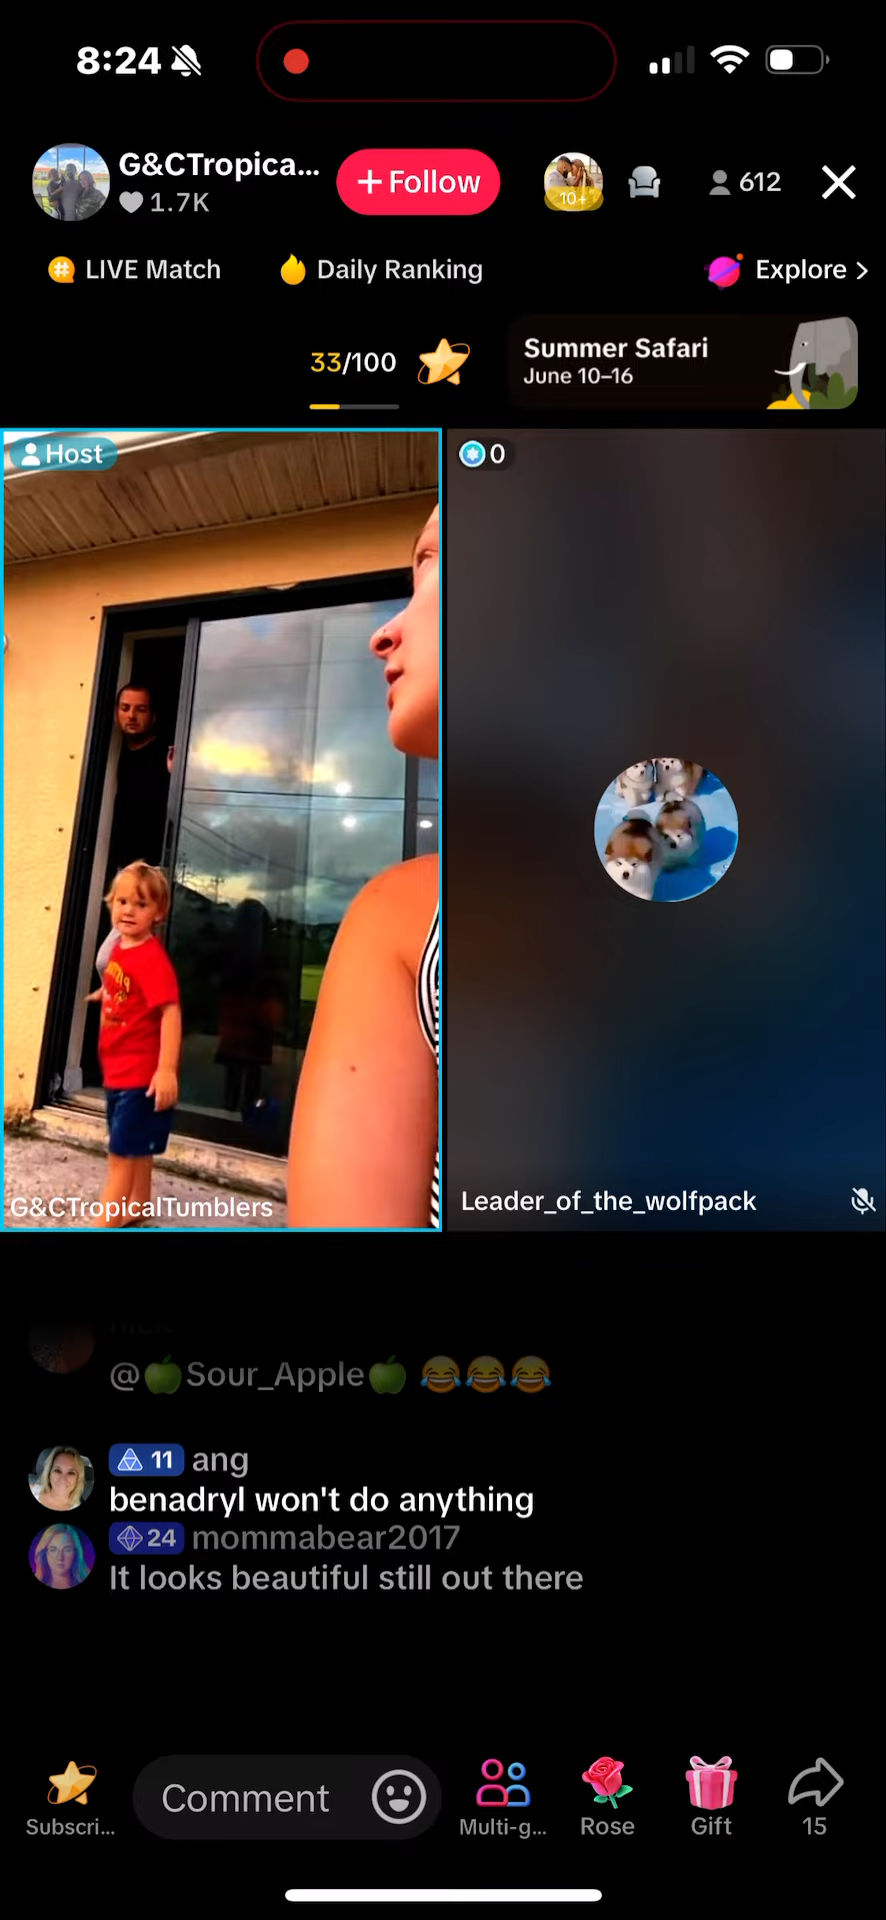 8:24
G&CTropica...
+ Follow
10+
612
1.7K
LIVE Match
Daily Ranking
Explore >
33/100
Summer Safari
June 10–16
Host
0
G&CTropicalTumblers
Leader_of_the_wolfpack
@🍏Sour_Apple🍏 😂😂😂
11 ang
benadryl won't do anything
24 mommabear2017
It looks beautiful still out there
Comment
Subscri...
Multi-g...
Rose
Gift
15